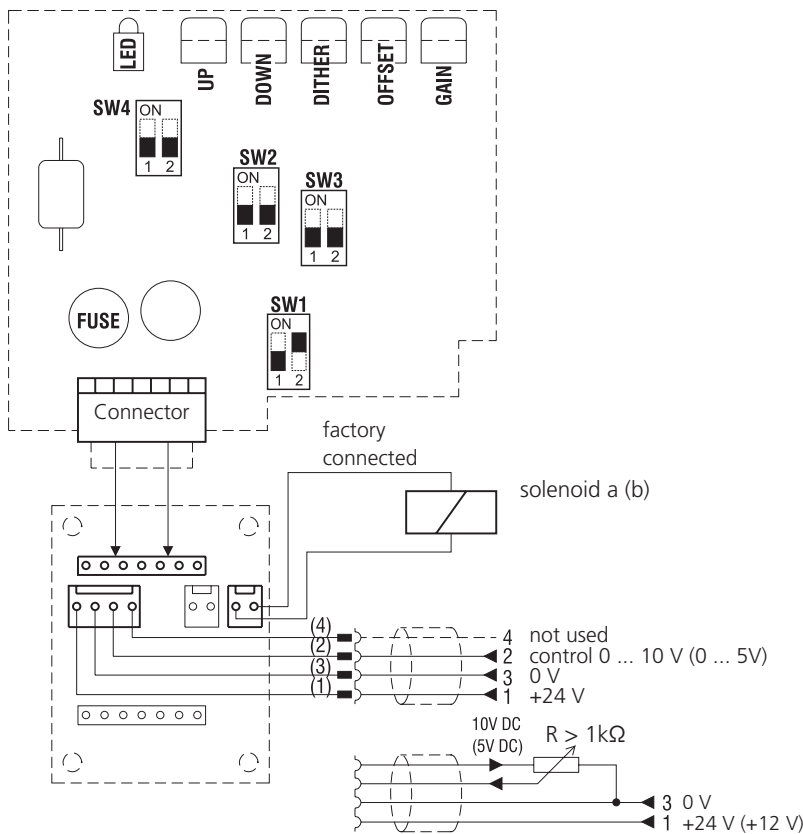 LED
UP
DOWN
DITHER
OFFSET
GAIN
SW4
ON
1 2
SW2
ON
1 2
SW3
ON
1 2
FUSE
SW1
ON
1 2
Connector
factory
connected
solenoid a (b)
(4)
4 not used
(2)
2 control 0 ... 10 V (0 ... 5V)
(3)
3 0 V
(1)
1 +24 V
10V DC
(5V DC)
R > 1kΩ
3 0 V
1 +24 V (+12 V)